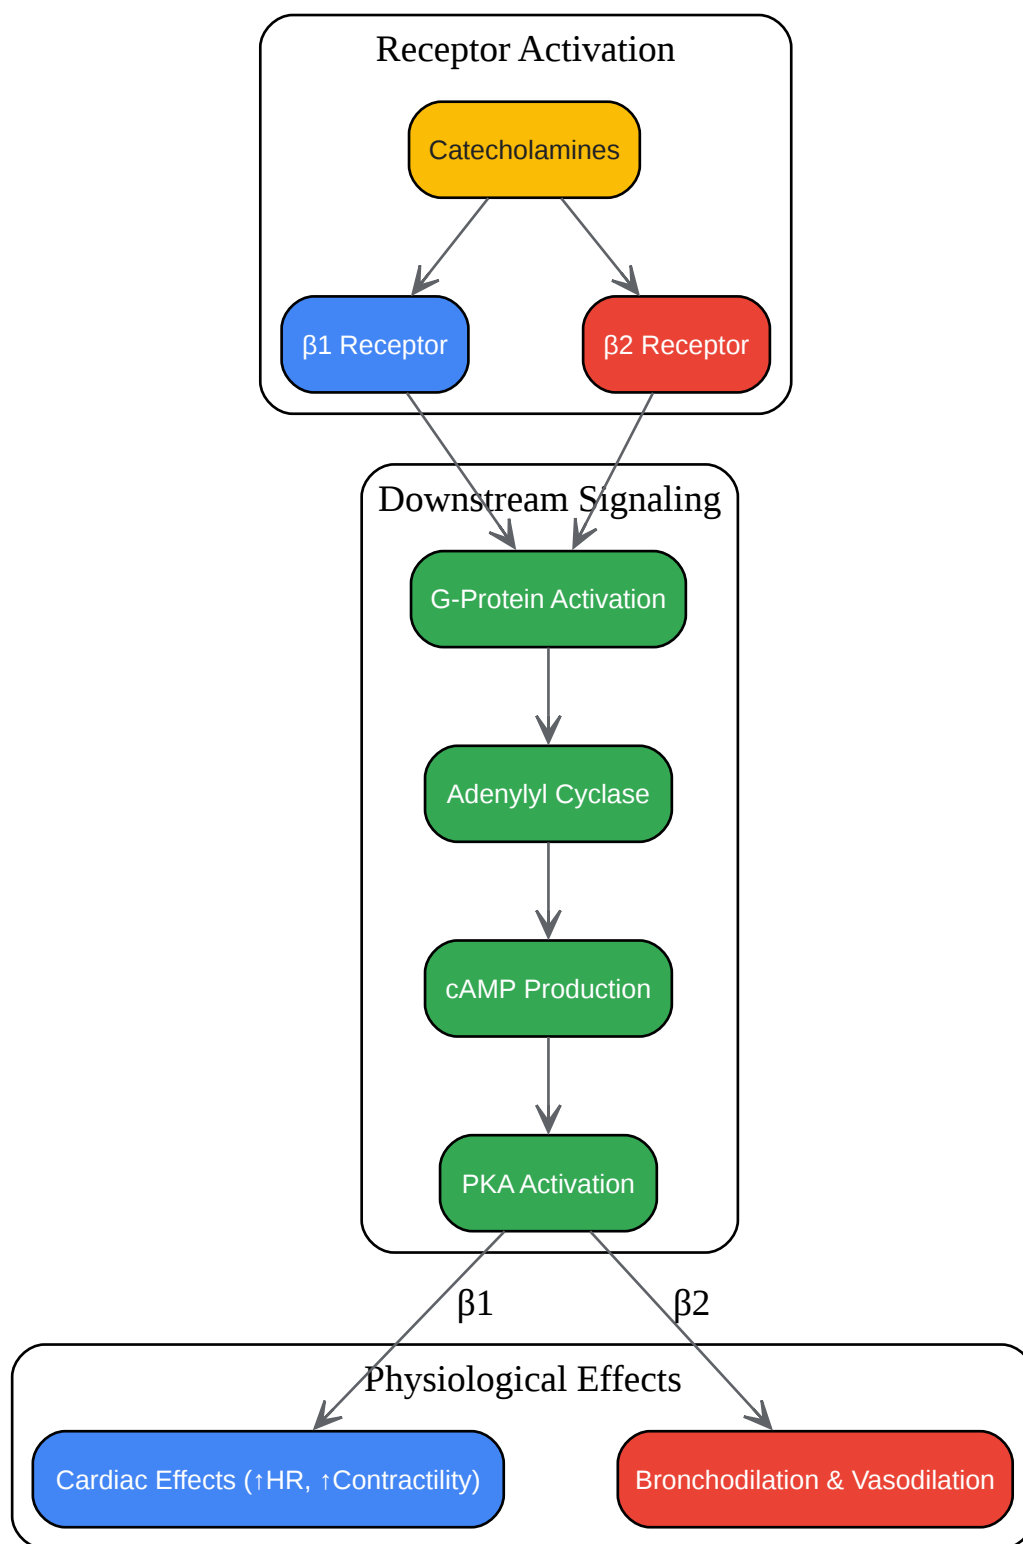 Receptor Activation
Catecholamines
β1 Receptor
β2 Receptor
Downstream Signaling
G-Protein Activation
Adenylyl Cyclase
cAMP Production
PKA Activation
β1
β2
Physiological Effects
Cardiac Effects (↑HR, ↑Contractility)
Bronchodilation & Vasodilation